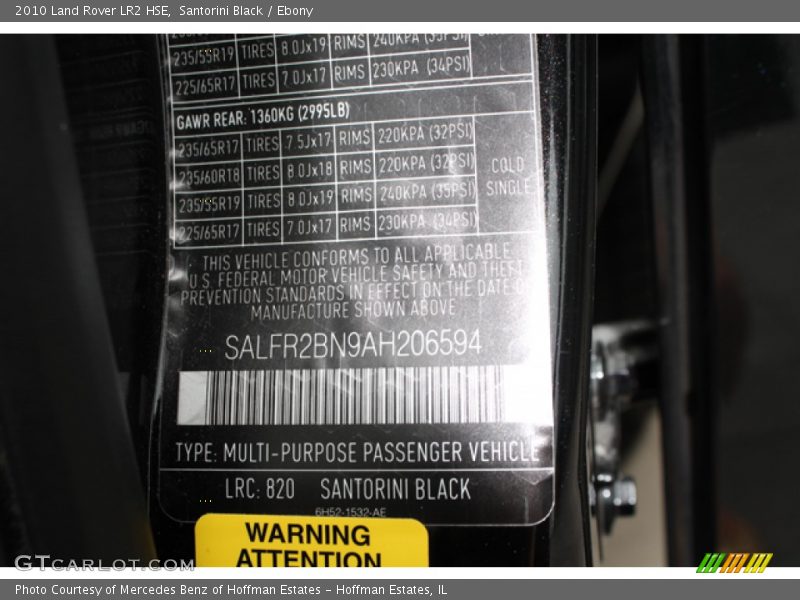 2010 Land Rover LR2 HSE, Santorini Black / Ebony
235/55R19 TIRES 8.0Jx19 RIMS 240KPA (35PSI)
225/65R17 TIRES 7.0Jx17 RIMS 230KPA (34PSI)
GAWR REAR: 1360KG (2995LB)
235/65R17 TIRES 7.5Jx17 RIMS 220KPA (32PSI)
235/60R18 TIRES 8.0Jx18 RIMS 220KPA (32PSI)
235/55R19 TIRES 8.0Jx19 RIMS 240KPA (35PSI)
225/65R17 TIRES 7.0Jx17 RIMS 230KPA (34PSI)
COLD
SINGLE
THIS VEHICLE CONFORMS TO ALL APPLICABLE
U.S. FEDERAL MOTOR VEHICLE SAFETY AND THEFT
PREVENTION STANDARDS IN EFFECT ON THE DATE OF
MANUFACTURE SHOWN ABOVE
SALFR2BN9AH206594
TYPE: MULTI-PURPOSE PASSENGER VEHICLE
LRC: 820 SANTORINI BLACK
6H52-1532-AE
WARNING
ATTENTION
GTCARLOT.COM
Photo Courtesy of Mercedes Benz of Hoffman Estates - Hoffman Estates, IL